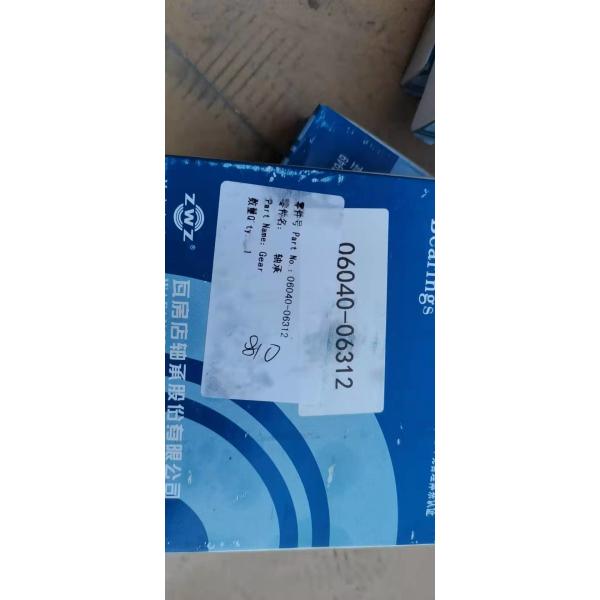 ZWZ®
瓦房店轴承股份有限公司
零件号 Part No.: 06040-06312
零件名: 轴承
Part Name: Gear
数量Q'ty 1
06040-06312
Bearings